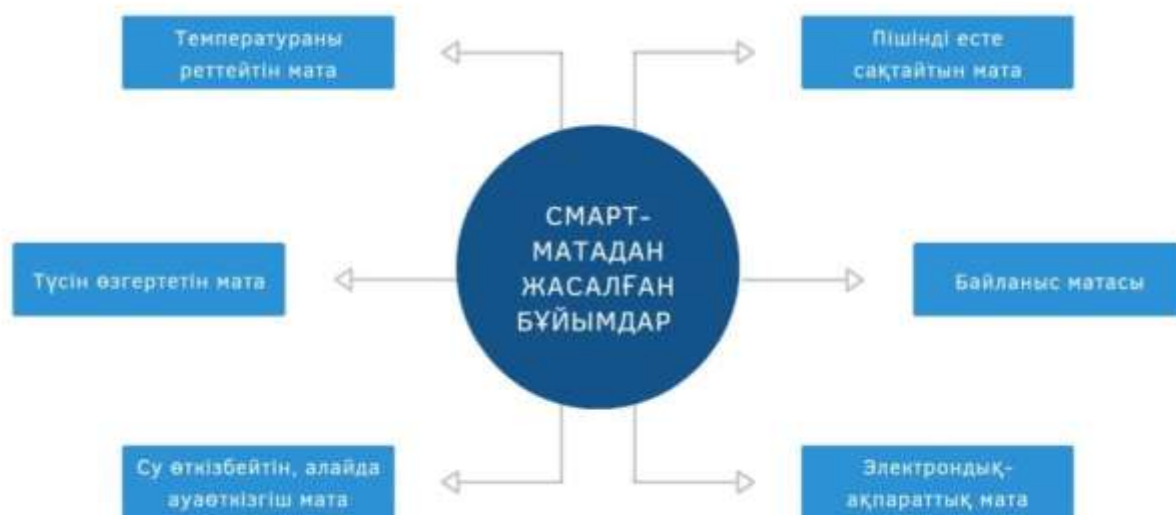 Температураны
реттейтін мата
Пішінді есте
сақтайтын мата
СМАРТ-
МАТАДАН
ЖАСАЛҒАН
БҰЙЫМДАР
Түсін өзгертетін мата
Байланыс матасы
Су өткізбейтін, алайда
ауаөткізгіш мата
Электрондық-
ақпараттық мата